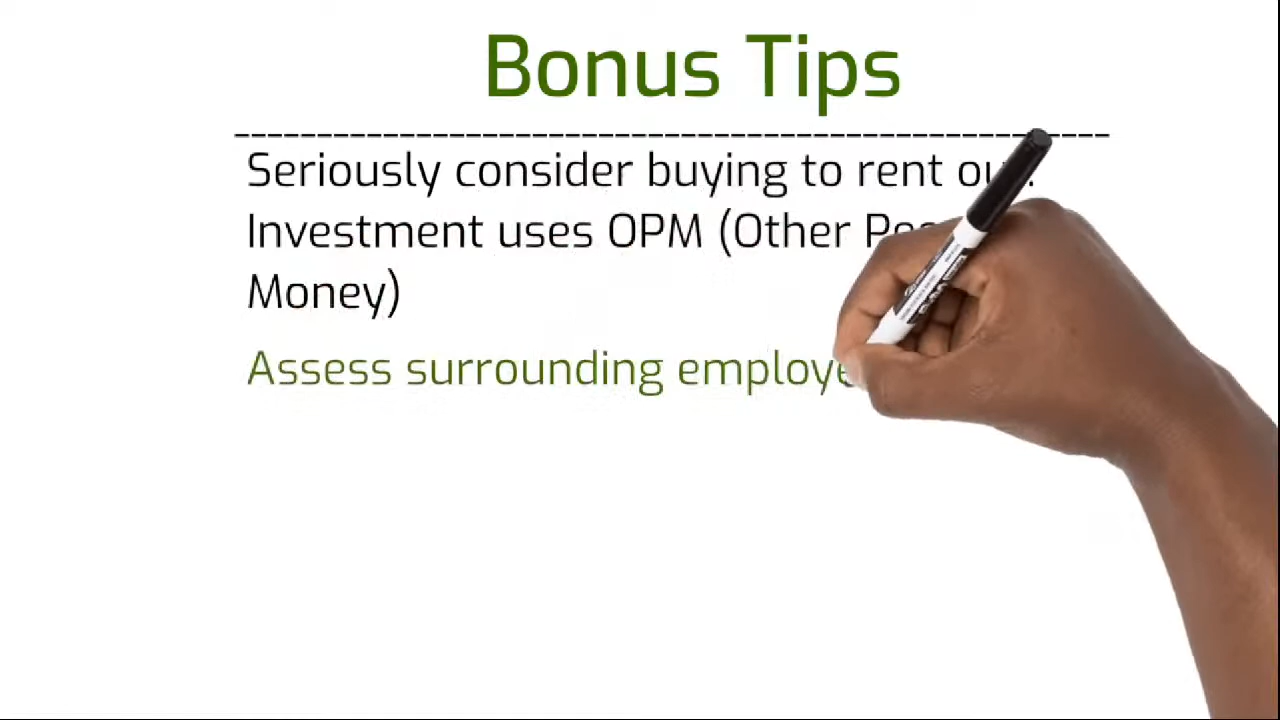 Bonus Tips
Seriously consider buying to rent
Investment uses OPM (Other
Money)
Assess surrounding